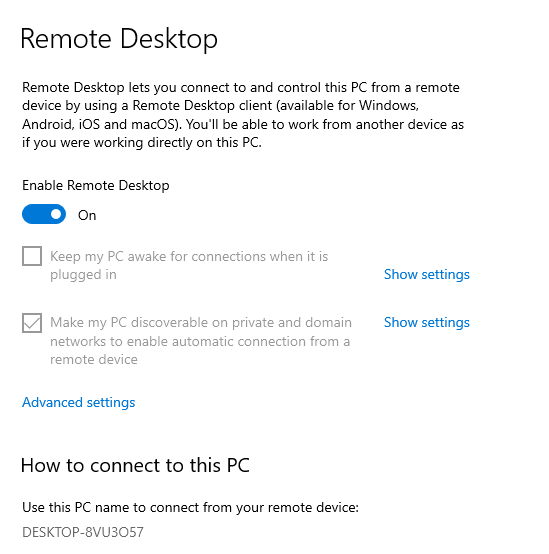 Remote Desktop
Remote Desktop lets you connect to and control this PC from a remote
device by using a Remote Desktop client (available for Windows,
Android, iOS and macOS). You'll be able to work from another device as
if you were working directly on this PC.
Enable Remote Desktop
On
Keep my PC awake for connections when it is
plugged in
Show settings
Make my PC discoverable on private and domain
networks to enable automatic connection from a
remote device
Show settings
Advanced settings
How to connect to this PC
Use this PC name to connect from your remote device:
DESKTOP-8VU3O57